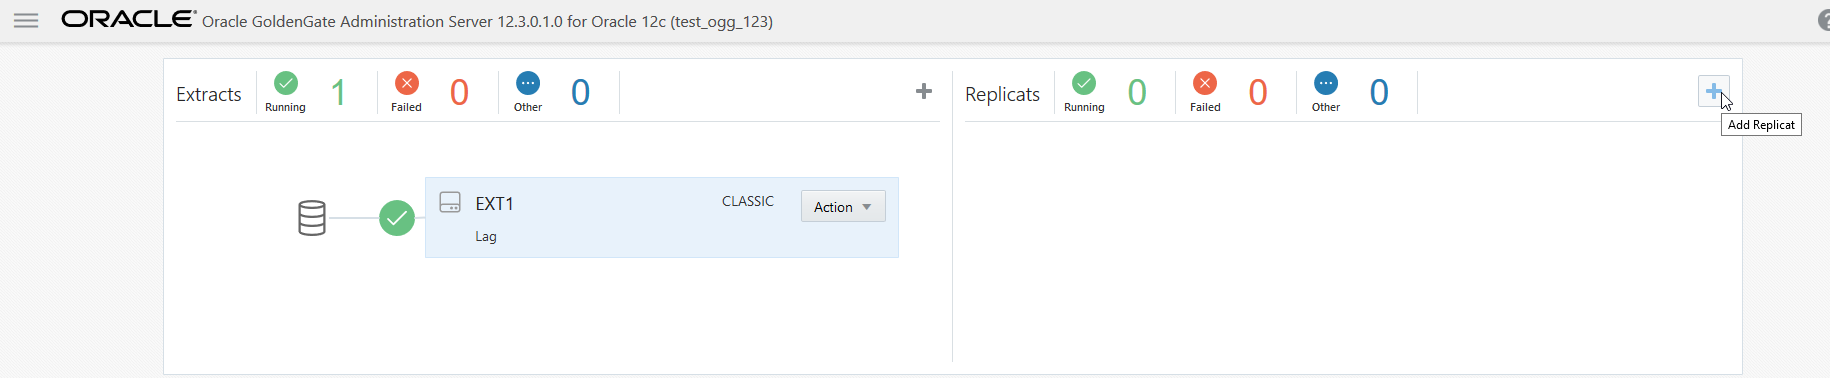 ORACLE Oracle GoldenGate Administration Server 12.3.0.1.0 for Oracle 12c (test_ogg_123) ?
Extracts Running 1 Failed 0 Other 0 +
Replicats Running 0 Failed 0 Other 0 +
Add Replicat
EXT1 CLASSIC Action
Lag